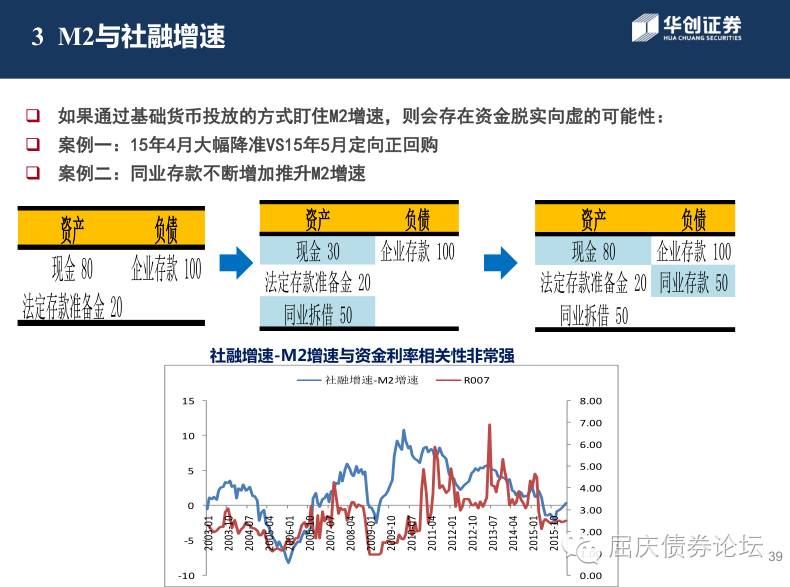 3 M2与社融增速
华创证券
HUA CHUANG SECURITIES
如果通过基础货币投放的方式盯住M2增速，则会存在资金脱实向虚的可能性：
案例一：15年4月大幅降准VS15年5月定向正回购
案例二：同业存款不断增加推升M2增速
资产 负债
现金 80 企业存款 100
法定存款准备金 20
资产 负债
现金 30 企业存款 100
法定存款准备金 20
同业拆借 50
资产 负债
现金 80 企业存款 100
法定存款准备金 20 同业存款 50
同业拆借 50
社融增速-M2增速与资金利率相关性非常强
社融增速-M2增速 R007
15 8.00
7.00
10 6.00
5 5.00
4.00
0 3.00
-5 2.00
1.00
-10 0.00
2003-01 2003-10 2004-07 2005-04 2006-01 2006-10 2007-07 2008-04 2009-01 2009-10 2010-07 2011-04 2012-01 2012-10 2013-07 2014-04 2015-01 2015-10
屈庆债券论坛
39